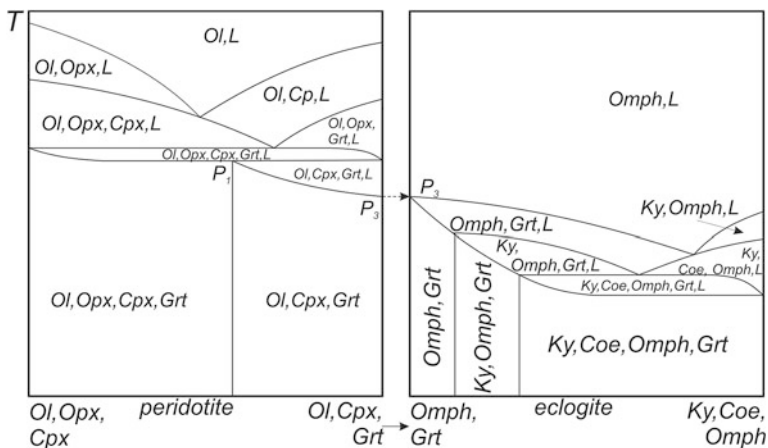 T
Ol,L
Ol,Opx,L
Ol,Cp,L
Ol,Opx,Cpx,L
Ol,Opx,
Grt,L
Ol,Opx,Cpx,Grt,L
P1
Ol,Cpx,Grt,L
P3
Ol,Opx,Cpx,Grt
Ol,Cpx,Grt
Ol,Opx,
Cpx
peridotite
Ol,Cpx,
Grt
Omph,L
P3
Ky,Omph,L
Omph,Grt,L
Ky,
Omph,Grt,L
Ky,
Coe, Omph,L
Ky,Coe,Omph,Grt,L
Omph,Grt
Ky,Omph,Grt
Ky,Coe,Omph,Grt
Omph,
Grt
eclogite
Ky,Coe,
Omph